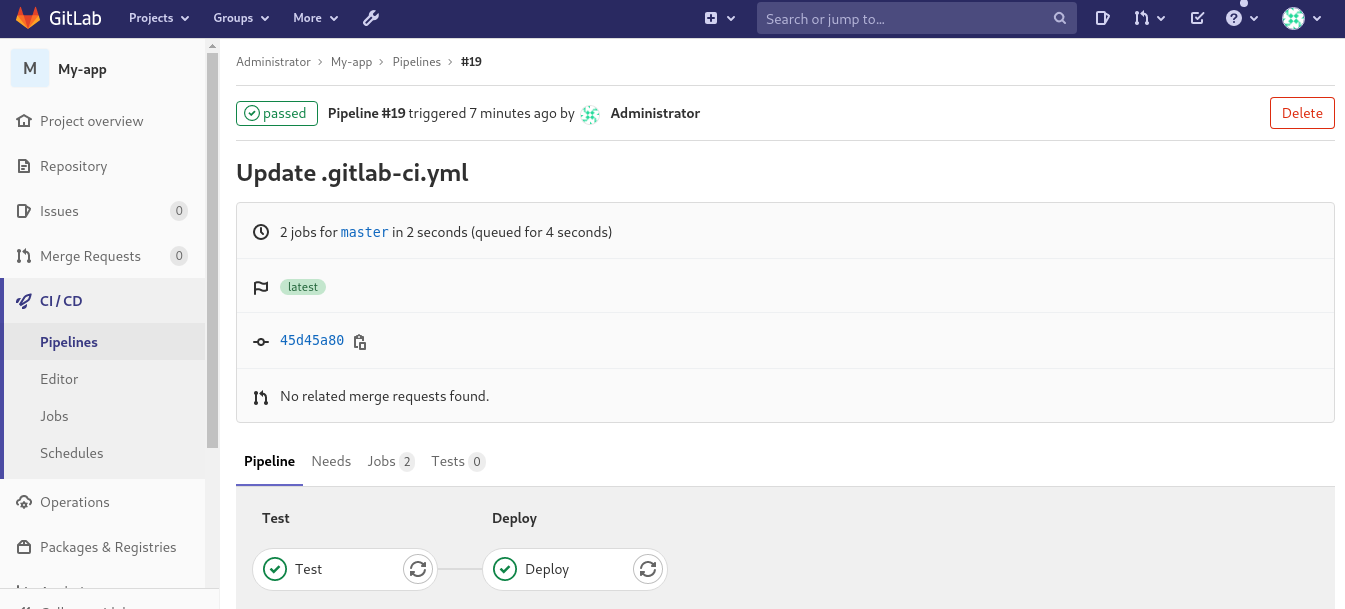 GitLab Projects Groups More Search or jump to...
M My-app
Administrator > My-app > Pipelines > #19
passed Pipeline #19 triggered 7 minutes ago by Administrator Delete
Project overview
Repository
Issues 0
Merge Requests 0
CI / CD
Pipelines
Editor
Jobs
Schedules
Operations
Packages & Registries
Update .gitlab-ci.yml
2 jobs for master in 2 seconds (queued for 4 seconds)
latest
45d45a80
No related merge requests found.
Pipeline Needs Jobs 2 Tests 0
Test Deploy
Test Deploy